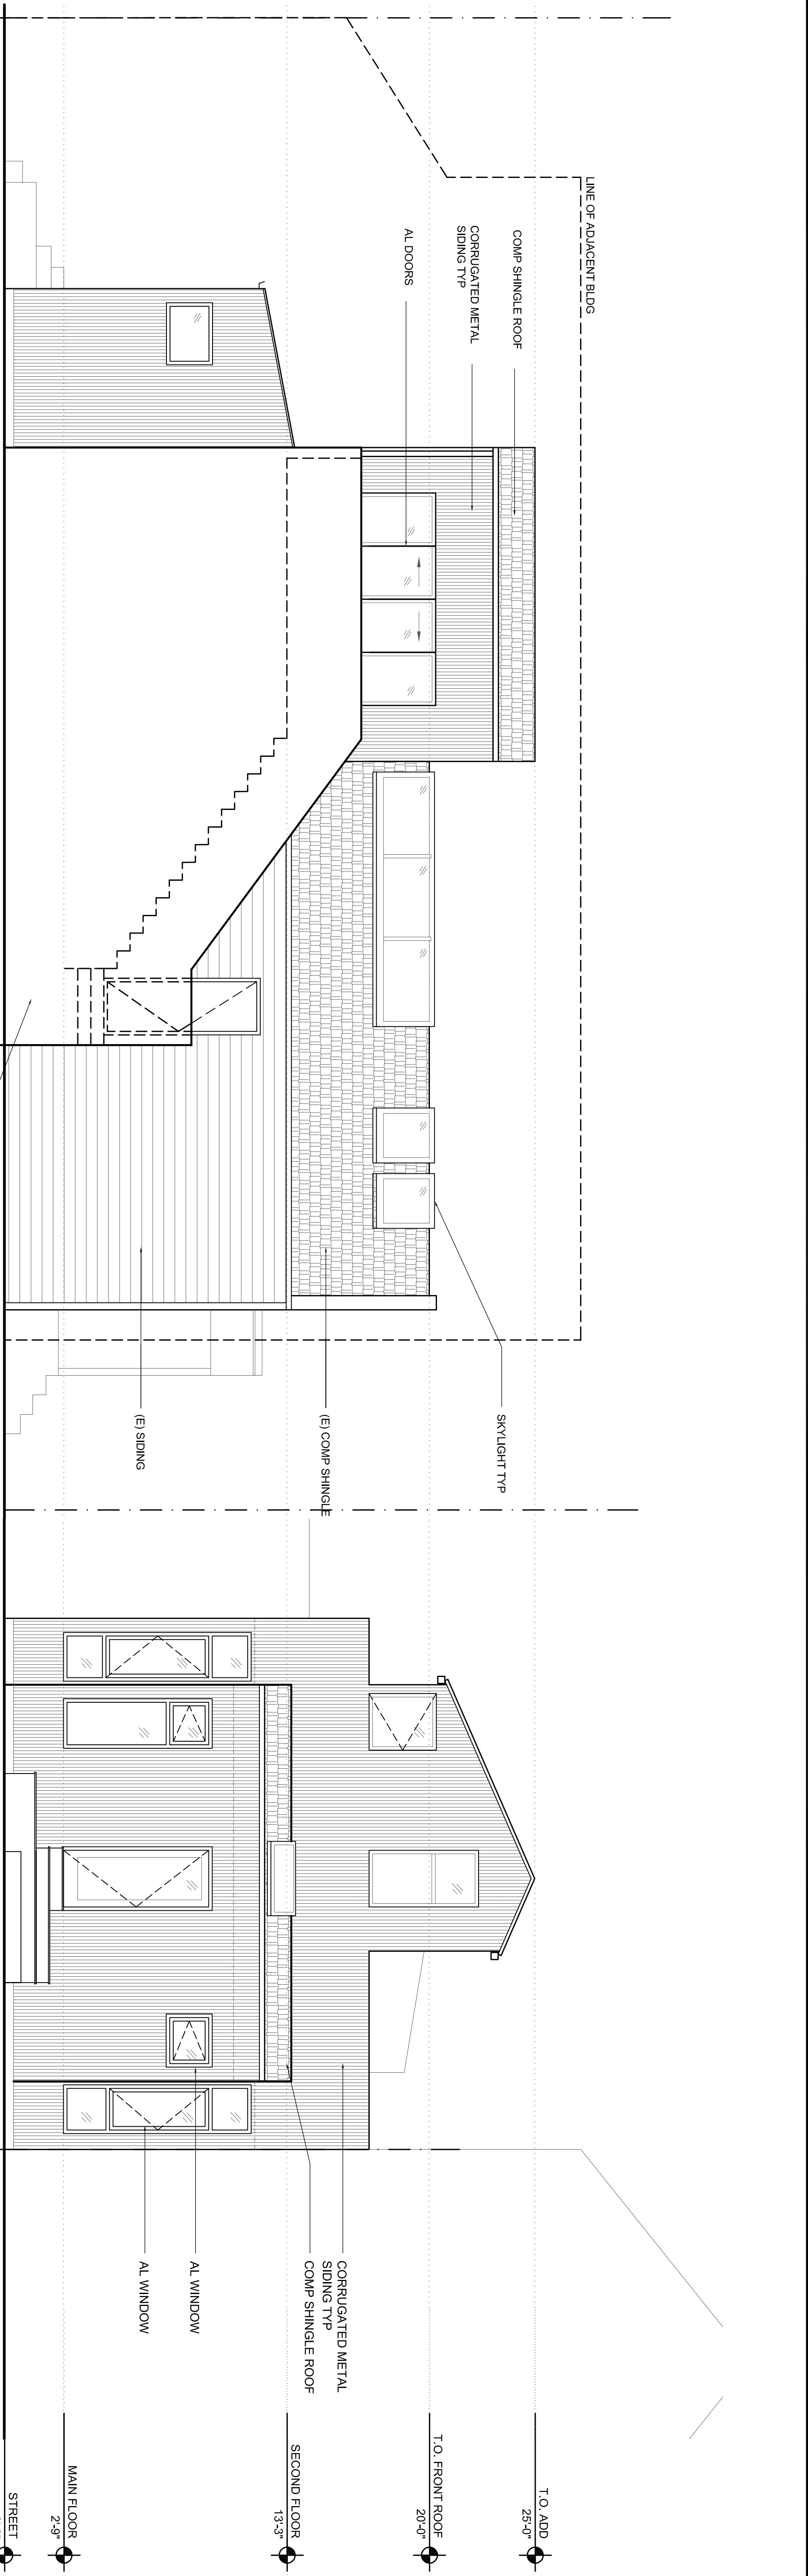 LINE OF ADJACENT BLDG
COMP SHINGLE ROOF
CORRUGATED METAL
SIDING TYP
AL DOORS
SKYLIGHT TYP
(E) COMP SHINGLE
(E) SIDING
CORRUGATED METAL
SIDING TYP
COMP SHINGLE ROOF
AL WINDOW
AL WINDOW
T.O. ADD
25'-0"
T.O. FRONT ROOF
20'-0"
SECOND FLOOR
13'-3"
MAIN FLOOR
2'-9"
STREET